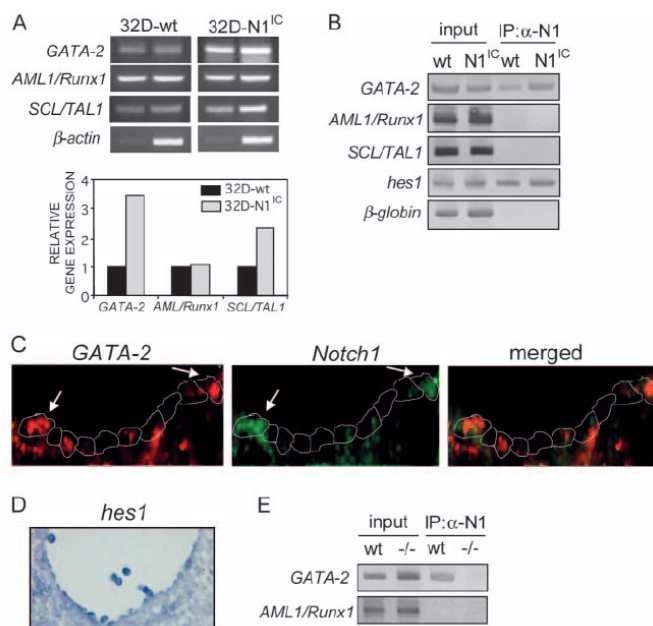 A
32D-wt 32D-N1IC
GATA-2
AML1/Runx1
SCL/TAL1
β-actin
RELATIVE
GENE EXPRESSION
4
3
2
1
0
32D-wt
32D-N1IC
GATA-2 AML/Runx1 SCL/TAL1
B
input IP:α-N1
wt N1IC wt N1IC
GATA-2
AML1/Runx1
SCL/TAL1
hes1
β-globin
C
GATA-2 Notch1 merged
D
hes1
E
input IP:α-N1
wt -/- wt -/-
GATA-2
AML1/Runx1